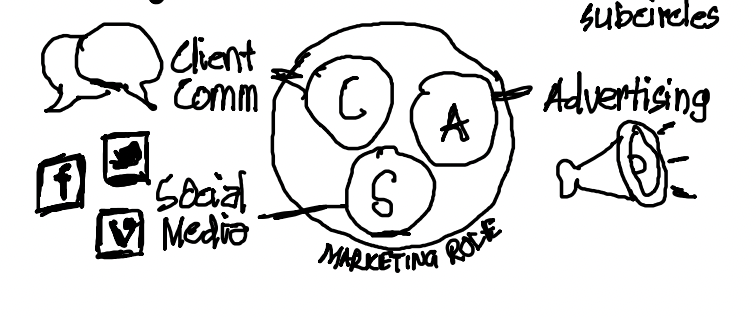 subcircles
Client
Comm
C
A
Advertising
f
Social
Media
S
V
MARKETING ROLE